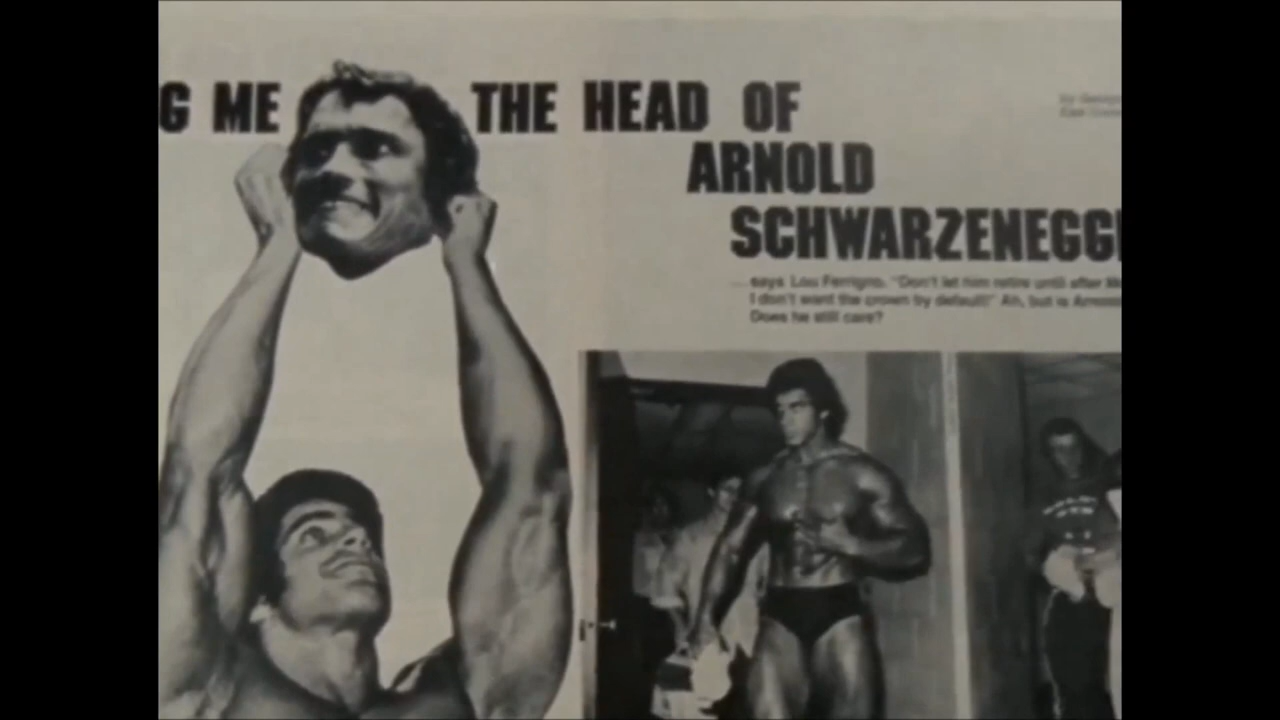 G ME THE HEAD OF
ARNOLD
SCHWARZENEGG
says Lou Ferrigno. "Don't let him retire until after
I don't want the crown by default!" Ah, but is
Does he still care?